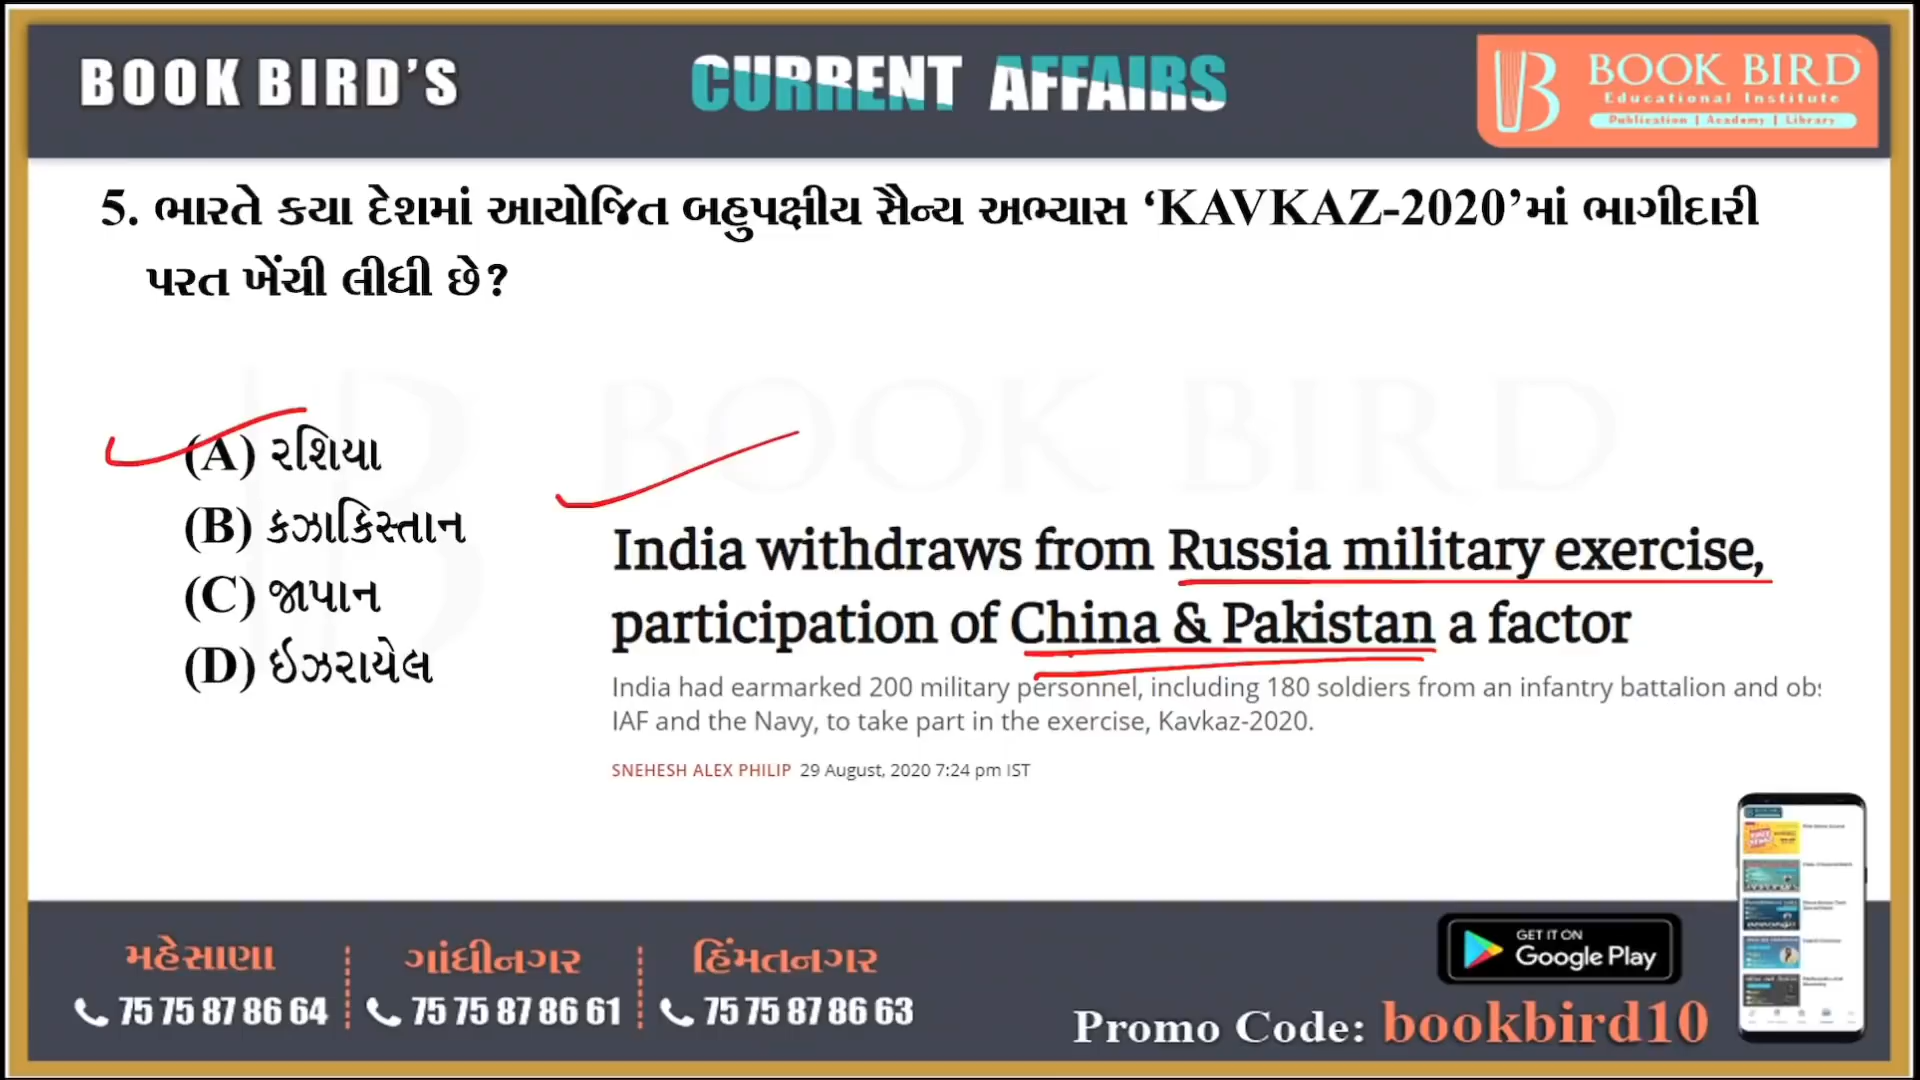 BOOK BIRD'S
CURRENT AFFAIRS
BOOK BIRD
Educational Institute
Publication | Academy | Library
5. ભારતે કયા દેશમાં આયોજિત બહુપક્ષીય સૈન્ય અભ્યાસ ‘KAVKAZ-2020’માં ભાગીદારી
પરત ખેંચી લીધી છે?
BOOK BIRD
(A) રશિયા
(B) કઝાકિસ્તાન
(C) જાપાન
(D) ઇઝરાયેલ
India withdraws from Russia military exercise,
participation of China & Pakistan a factor
India had earmarked 200 military personnel, including 180 soldiers from an infantry battalion and obs
IAF and the Navy, to take part in the exercise, Kavkaz-2020.
SNEHESH ALEX PHILIP 29 August, 2020 7:24 pm IST
મહેસાણા
75 75 87 86 64
ગાંધીનગર
75 75 87 86 61
હિંમતનગર
75 75 87 86 63
GET IT ON
Google Play
Promo Code: bookbird10